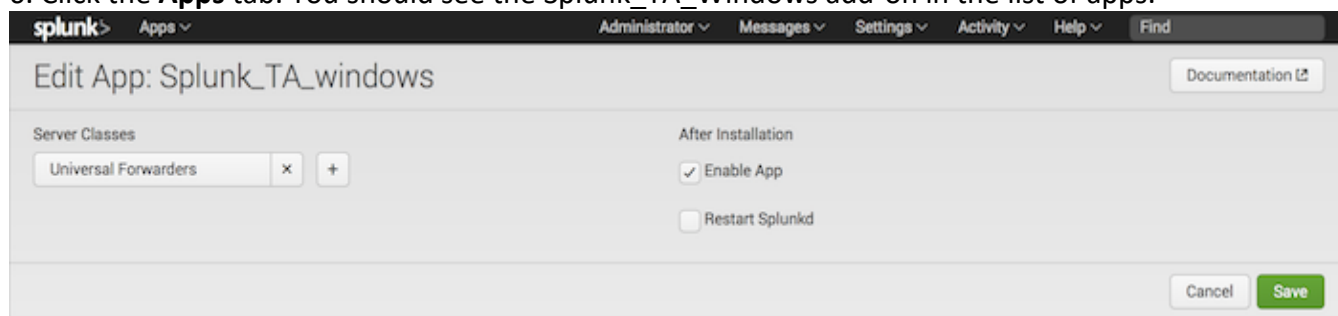 6. Click the Apps tab. You should see the Splunk_TA_Windows add-on in the list of apps.
splunk> Apps Administrator Messages Settings Activity Help Find
Edit App: Splunk_TA_windows Documentation
Server Classes After Installation
Universal Forwarders × + Enable App
Restart Splunkd
Cancel Save